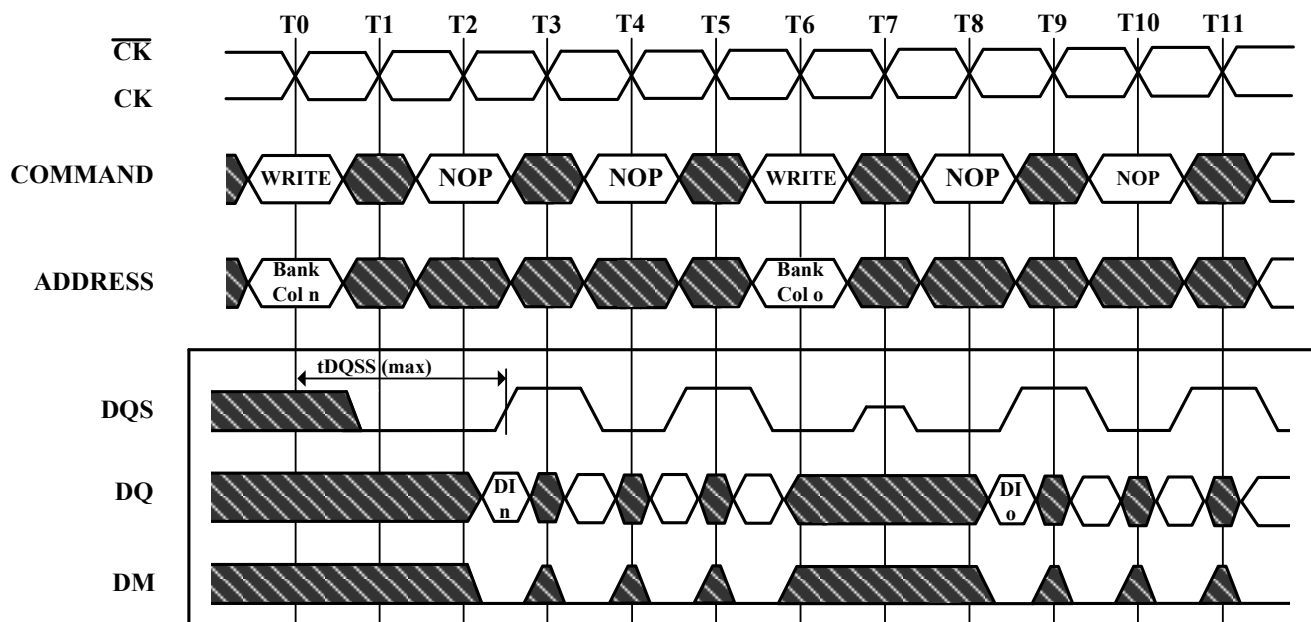 T0 T1 T2 T3 T4 T5 T6 T7 T8 T9 T10 T11
CK
CK
COMMAND WRITE NOP NOP WRITE NOP NOP
ADDRESS Bank Col n Bank Col o
tDQSS (max)
DQS
DQ DI n DI o
DM